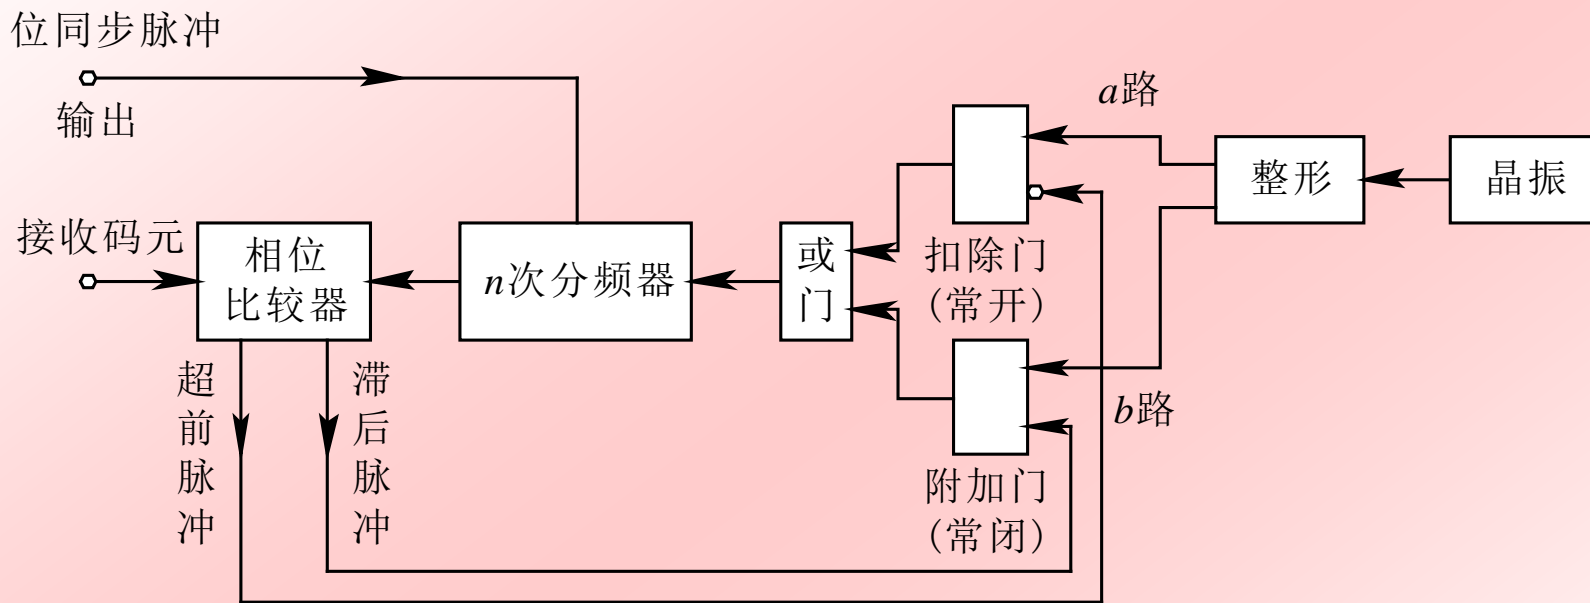 位同步脉冲
输出
a路
整形
晶振
接收码元
相位
比较器
n次分频器
或
门
扣除门
(常开)
b路
附加门
(常闭)
超
前
脉
冲
滞
后
脉
冲